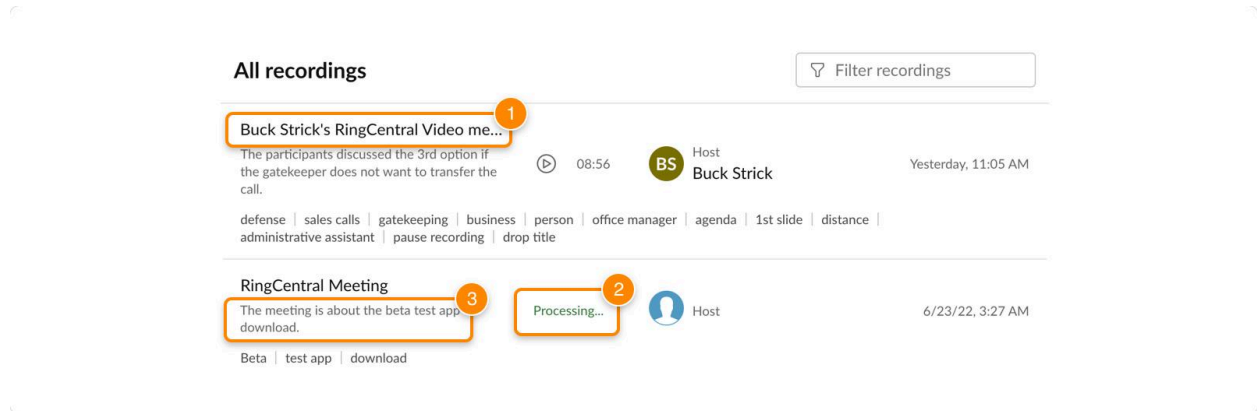 All recordings
Filter recordings
1
Buck Strick's RingCentral Video me...
The participants discussed the 3rd option if
the gatekeeper does not want to transfer the
call.
08:56
BS
Host
Buck Strick
Yesterday, 11:05 AM
defense | sales calls | gatekeeping | business | person | office manager | agenda | 1st slide | distance |
administrative assistant | pause recording | drop title
RingCentral Meeting
3
The meeting is about the beta test app
download.
2
Processing...
Host
6/23/22, 3:27 AM
Beta | test app | download